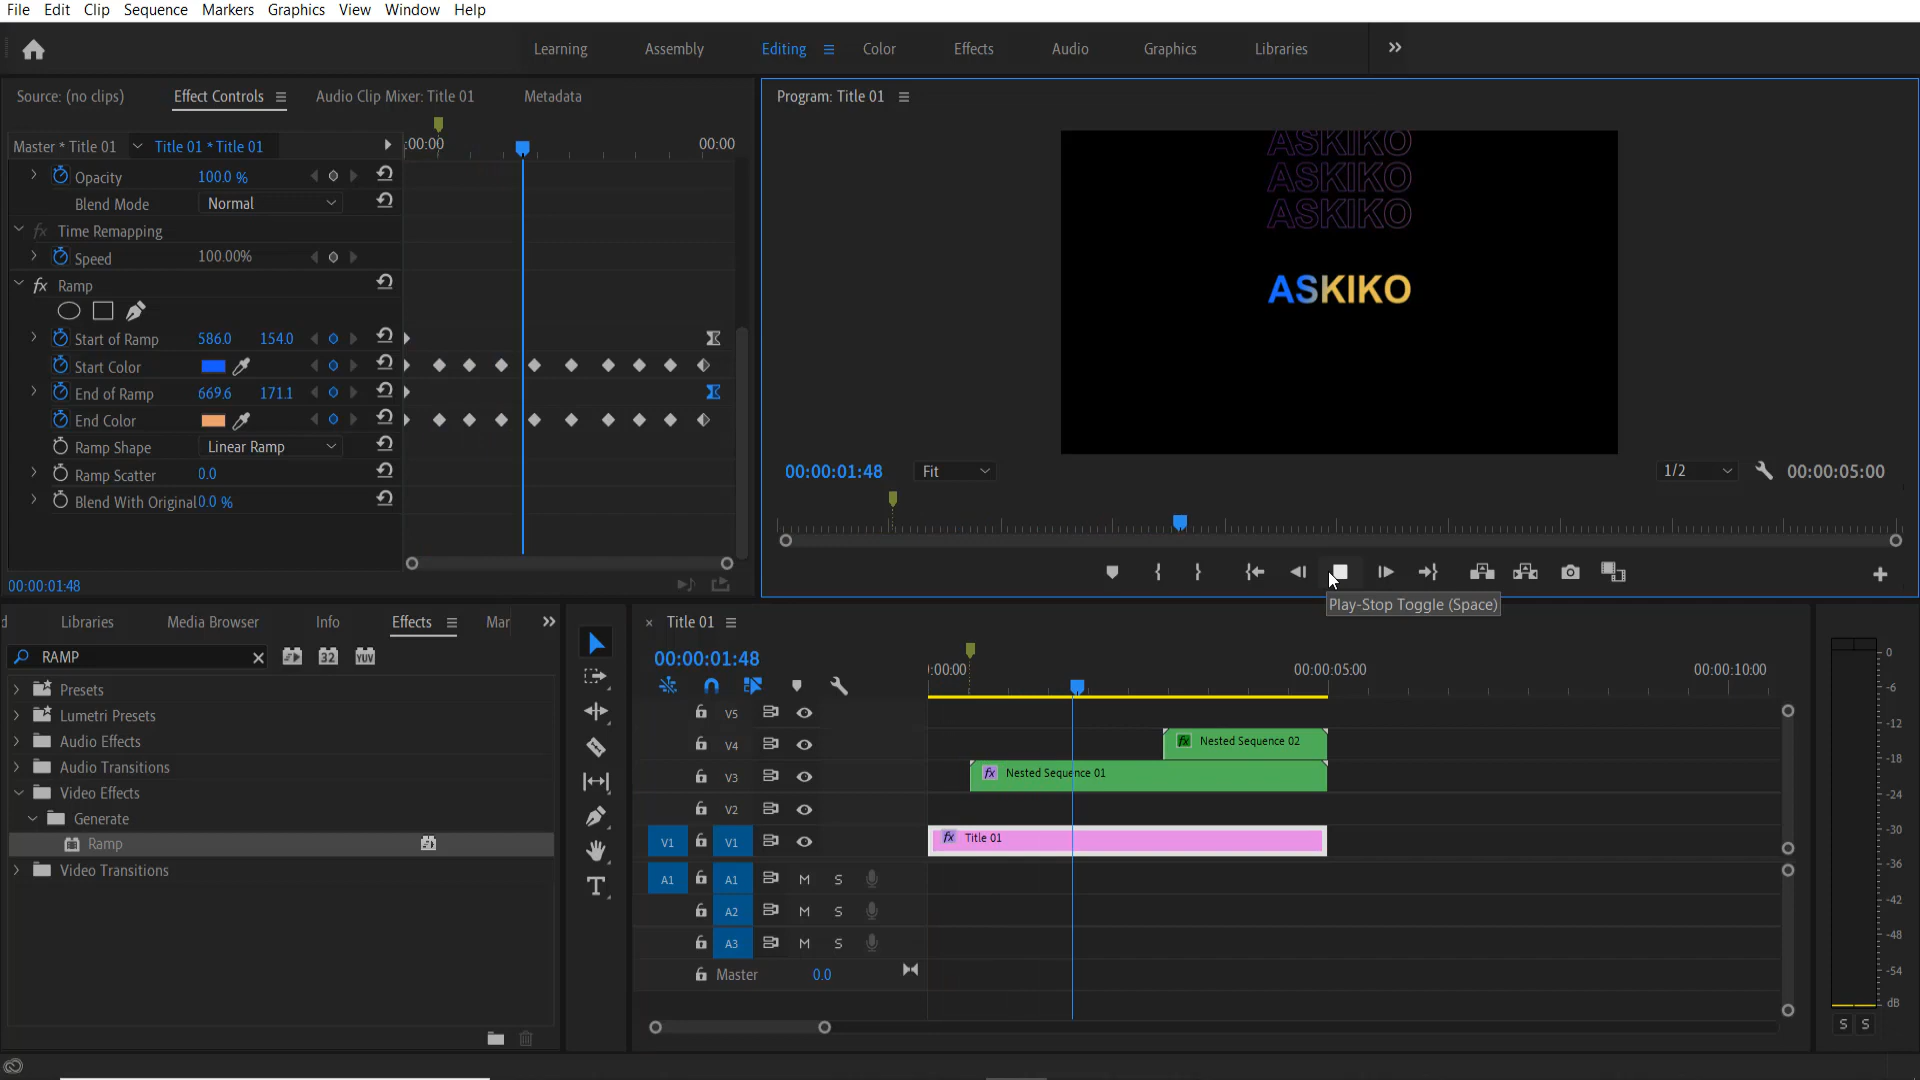 File Edit Clip Sequence Markers Graphics View Window Help
Learning Assembly Editing Color Effects Audio Graphics Libraries
Source: (no clips) Effect Controls Audio Clip Mixer: Title 01 Metadata
Program: Title 01
Master * Title 01 Title 01 * Title 01
:00:00 00:00
Opacity 100.0 %
Blend Mode Normal
fx Time Remapping
Speed 100.00%
fx Ramp
Start of Ramp 586.0 154.0
Start Color
End of Ramp 669.6 171.1
End Color
Ramp Shape Linear Ramp
Ramp Scatter 0.0
Blend With Original 0.0 %
00:00:01:48
ASKIKO
ASKIKO
ASKIKO
ASKIKO
00:00:01:48 Fit 1/2 00:00:05:00
Play-Stop Toggle (Space)
d Libraries Media Browser Info Effects Mar
RAMP
32 YUV
Presets
Lumetri Presets
Audio Effects
Audio Transitions
Video Effects
Generate
Ramp
Video Transitions
Title 01
00:00:01:48
:00:00 00:00:05:00 00:00:10:00
V5
V4 fx Nested Sequence 02
V3 fx Nested Sequence 01
V2
V1 V1 fx Title 01
A1 A1 M S
A2 M S
A3 M S
Master 0.0
T
0
-6
-12
-18
-24
-30
-36
-42
-48
-54
dB
S S